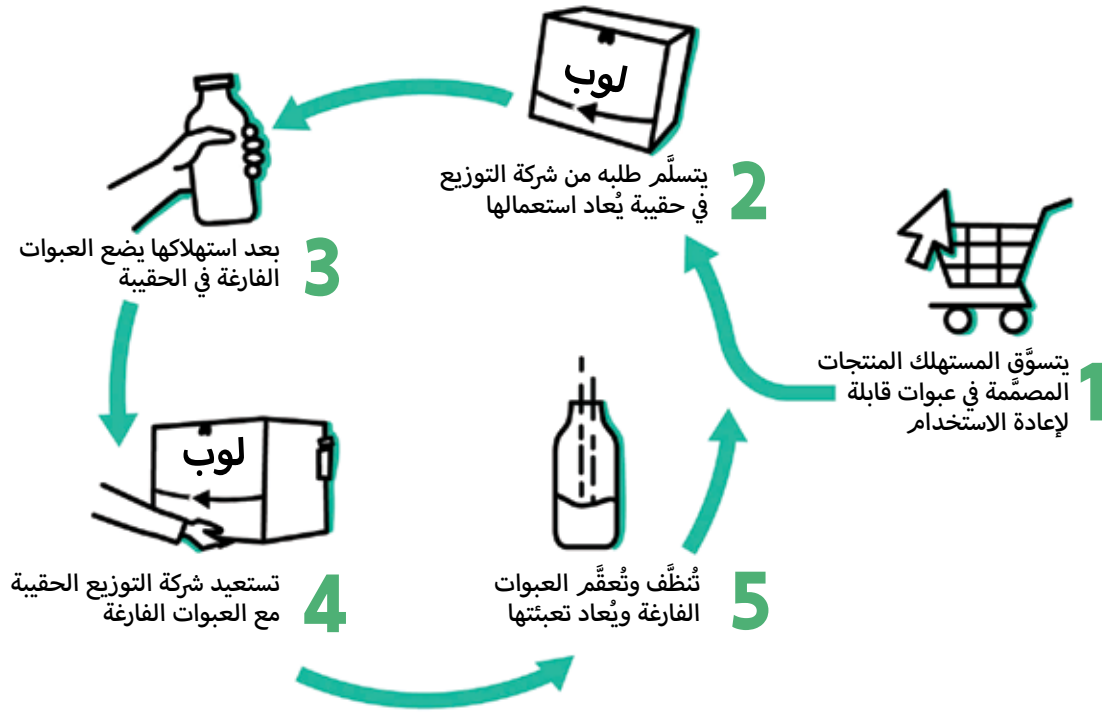 1
يتسوَّق المستهلك المنتجات
المصمَّمة في عبوات قابلة
لإعادة الاستخدام
لوب
2
يتسلَّم طلبه من شركة التوزيع
في حقيبة يُعاد استعمالها
3
بعد استهلاكها يضع العبوات
الفارغة في الحقيبة
لوب
4
تستعيد شركة التوزيع الحقيبة
مع العبوات الفارغة
5
تُنظَّف وتُعقَّم العبوات
الفارغة ويُعاد تعبئتها